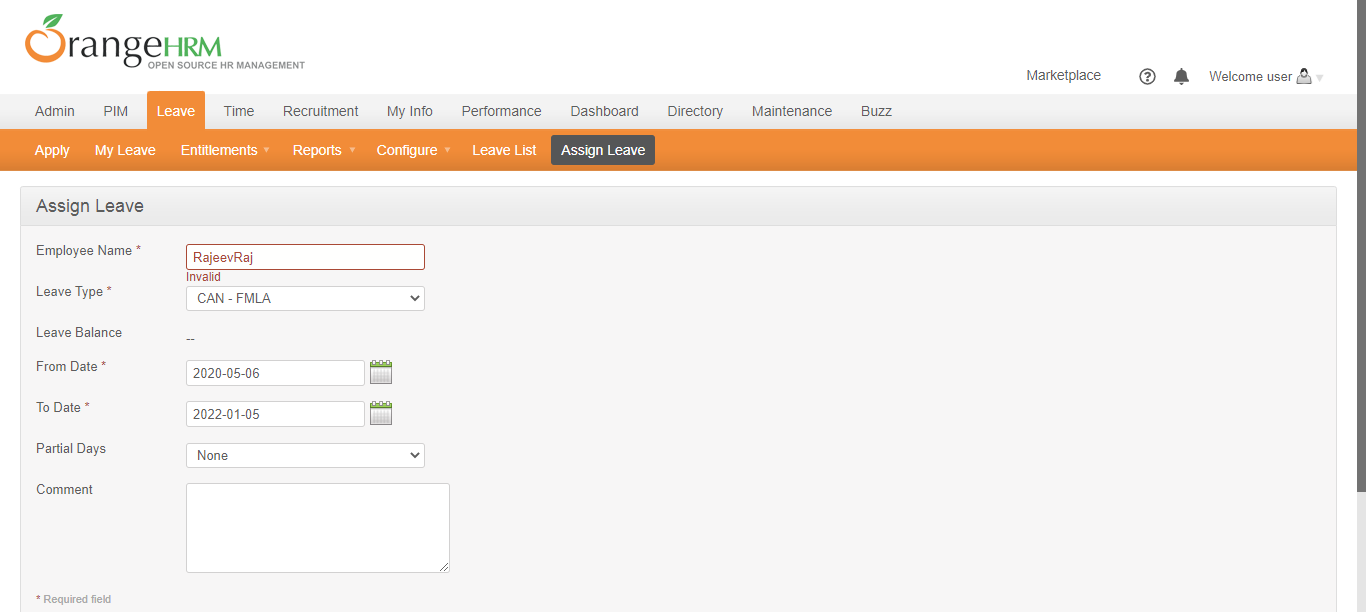 OrangeHRM
OPEN SOURCE HR MANAGEMENT
Marketplace ? Welcome user
Admin PIM Leave Time Recruitment My Info Performance Dashboard Directory Maintenance Buzz
Apply My Leave Entitlements Reports Configure Leave List Assign Leave
Assign Leave
Employee Name * RajeevRaj
Invalid
Leave Type * CAN - FMLA
Leave Balance --
From Date * 2020-05-06
To Date * 2022-01-05
Partial Days None
Comment
* Required field